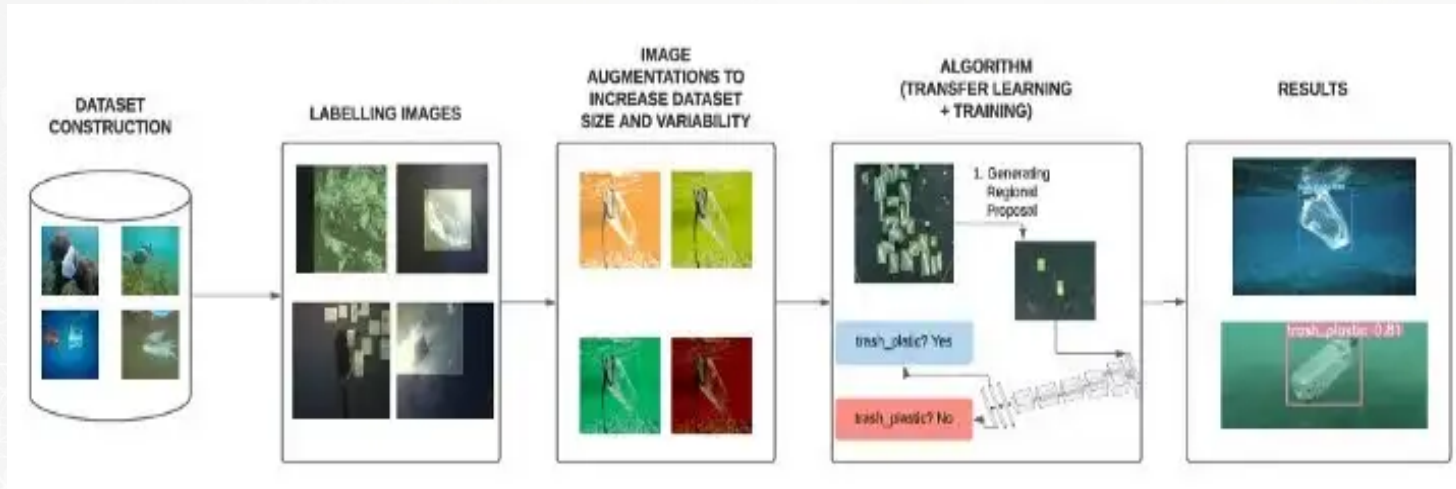 DATASET
CONSTRUCTION
LABELLING IMAGES
IMAGE
AUGMENTATIONS TO
INCREASE DATASET
SIZE AND VARIABILITY
ALGORITHM
(TRANSFER LEARNING
+ TRAINING)
1. Generating
Regional
Proposal
trash_platic? Yes
trash_plastic? No
RESULTS
trash_plastic 0.81